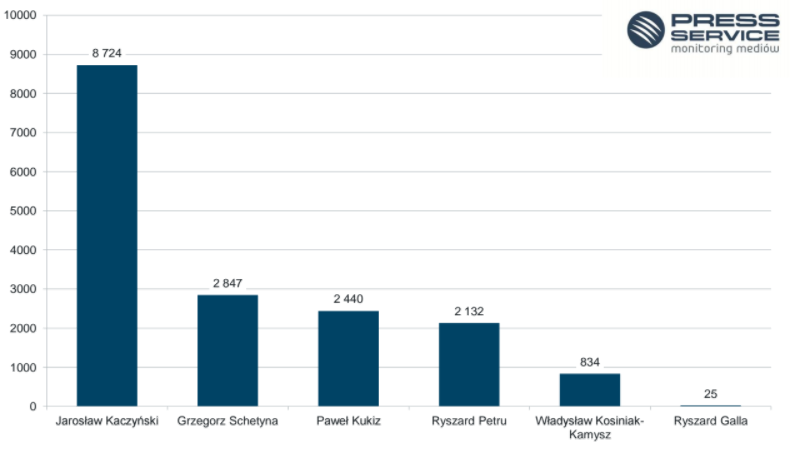 PRESS
SERVICE
monitoring mediów
10000
9000
8000
7000
6000
5000
4000
3000
2000
1000
0
8 724
2 847
2 440
2 132
834
25
Jarosław Kaczyński
Grzegorz Schetyna
Paweł Kukiz
Ryszard Petru
Władysław Kosiniak-
Kamysz
Ryszard Galla